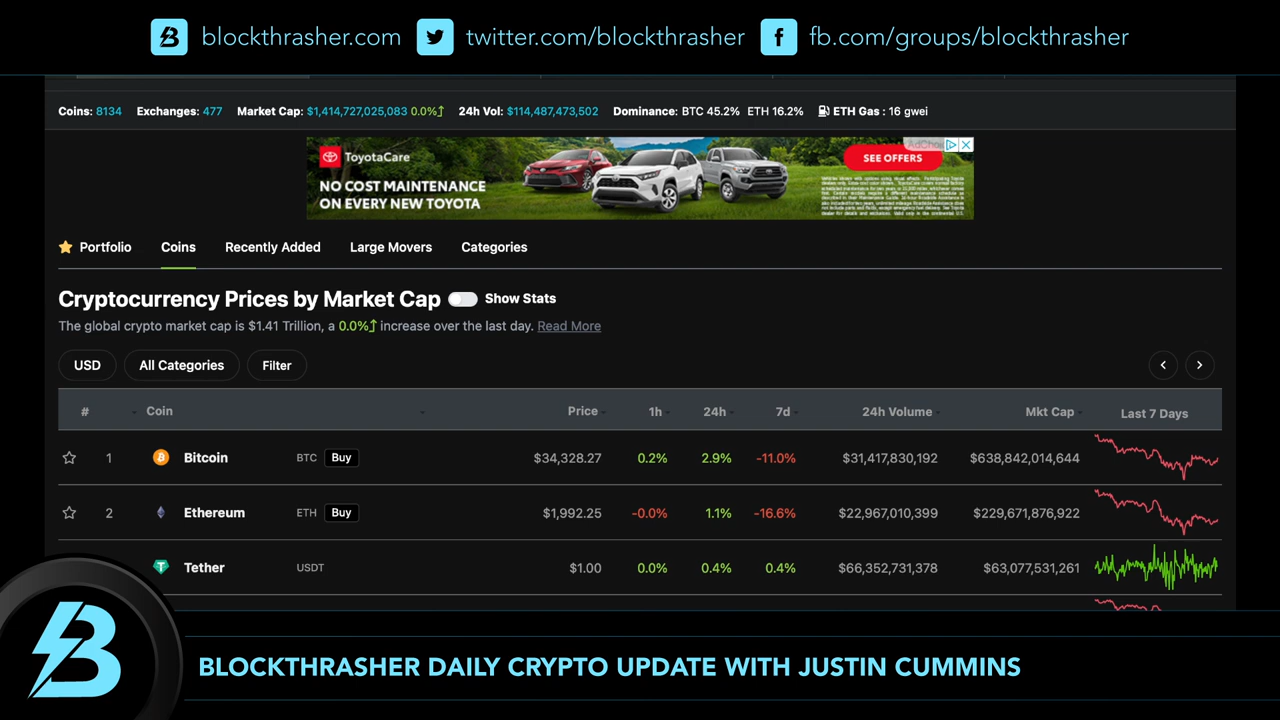 blockthrasher.com twitter.com/blockthrasher fb.com/groups/blockthrasher
Coins: 8134 Exchanges: 477 Market Cap: $1,414,727,025,083 0.0% 24h Vol: $114,487,473,502 Dominance: BTC 45.2% ETH 16.2% ETH Gas : 16 gwei
ToyotaCare
NO COST MAINTENANCE
ON EVERY NEW TOYOTA
SEE OFFERS
Portfolio Coins Recently Added Large Movers Categories
Cryptocurrency Prices by Market Cap Show Stats
The global crypto market cap is $1.41 Trillion, a 0.0% increase over the last day. Read More
USD All Categories Filter
# Coin Price 1h 24h 7d 24h Volume Mkt Cap Last 7 Days
1 Bitcoin BTC Buy $34,328.27 0.2% 2.9% -11.0% $31,417,830,192 $638,842,014,644
2 Ethereum ETH Buy $1,992.25 -0.0% 1.1% -16.6% $22,967,010,399 $229,671,876,922
Tether USDT $1.00 0.0% 0.4% 0.4% $66,352,731,378 $63,077,531,261
BLOCKTHRASHER DAILY CRYPTO UPDATE WITH JUSTIN CUMMINS